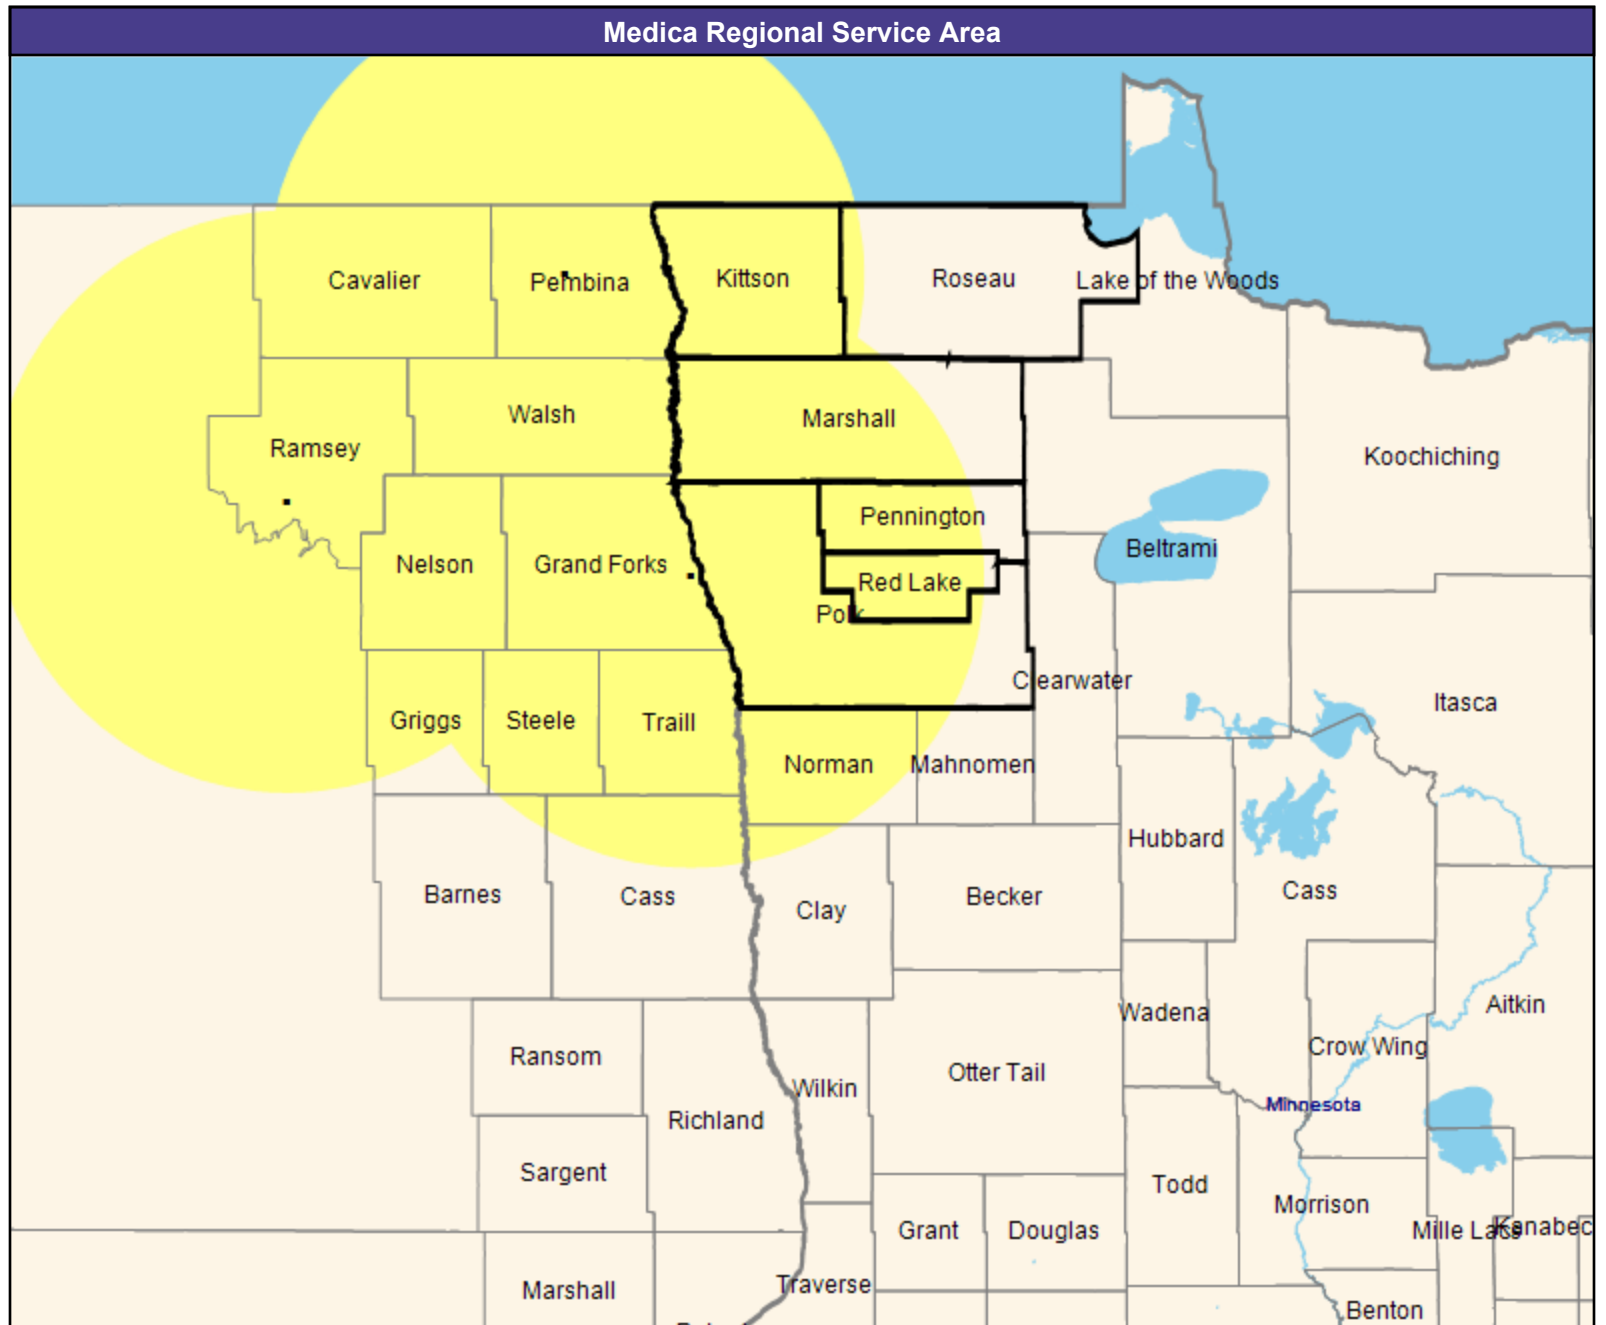 Medica Regional Service Area
Cavalier
Pembina
Kittson
Roseau
Lake of the Woods
Walsh
Marshall
Ramsey
Koochiching
Pennington
Beltrami
Nelson
Grand Forks
Red Lake
Polk
Clearwater
Itasca
Griggs
Steele
Traill
Norman
Mahnomen
Hubbard
Barnes
Cass
Clay
Becker
Cass
Wadena
Aitkin
Ransom
Crow Wing
Otter Tail
Wilkin
Minnesota
Richland
Sargent
Todd
Morrison
Grant
Douglas
Mille Lacs
Kanabec
Marshall
Traverse
Benton